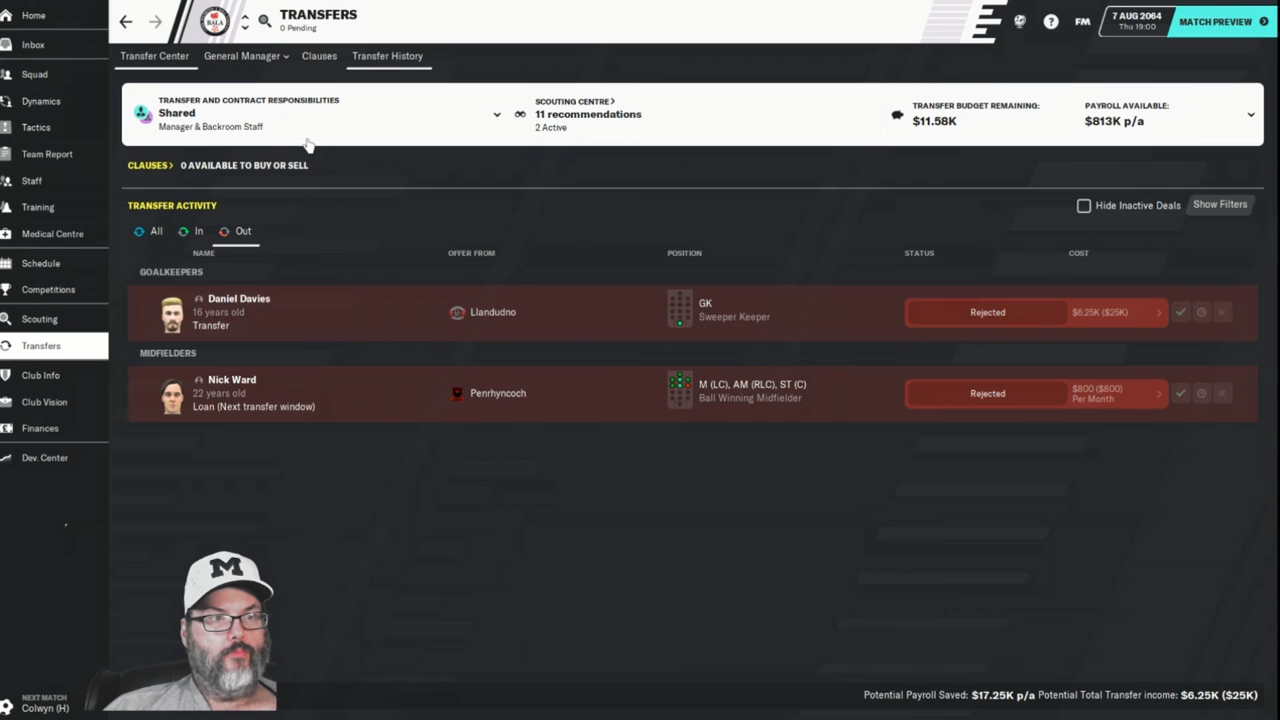 Home
Inbox
Squad
Dynamics
Tactics
Team Report
Staff
Training
Medical Centre
Schedule
Competitions
Scouting
Transfers
Club Info
Club Vision
Finances
Dev. Center
NEXT MATCH
Colwyn (H)
BALA
TRANSFERS
0 Pending
FM
7 AUG 2064
Thu 19:00
MATCH PREVIEW
Transfer Center
General Manager
Clauses
Transfer History
TRANSFER AND CONTRACT RESPONSIBILITIES
Shared
Manager & Backroom Staff
SCOUTING CENTRE >
11 recommendations
2 Active
TRANSFER BUDGET REMAINING:
$11.58K
PAYROLL AVAILABLE:
$813K p/a
CLAUSES > 0 AVAILABLE TO BUY OR SELL
TRANSFER ACTIVITY
Hide Inactive Deals
Show Filters
All In Out
NAME OFFER FROM POSITION STATUS COST
GOALKEEPERS
Daniel Davies
16 years old
Transfer
Llandudno
GK
Sweeper Keeper
Rejected
$6.25K ($25K)
MIDFIELDERS
Nick Ward
22 years old
Loan (Next transfer window)
Penrhyncoch
M (LC), AM (RLC), ST (C)
Ball Winning Midfielder
Rejected
$800 ($800)
Per Month
M
Potential Payroll Saved: $17.25K p/a Potential Total Transfer income: $6.25K ($25K)